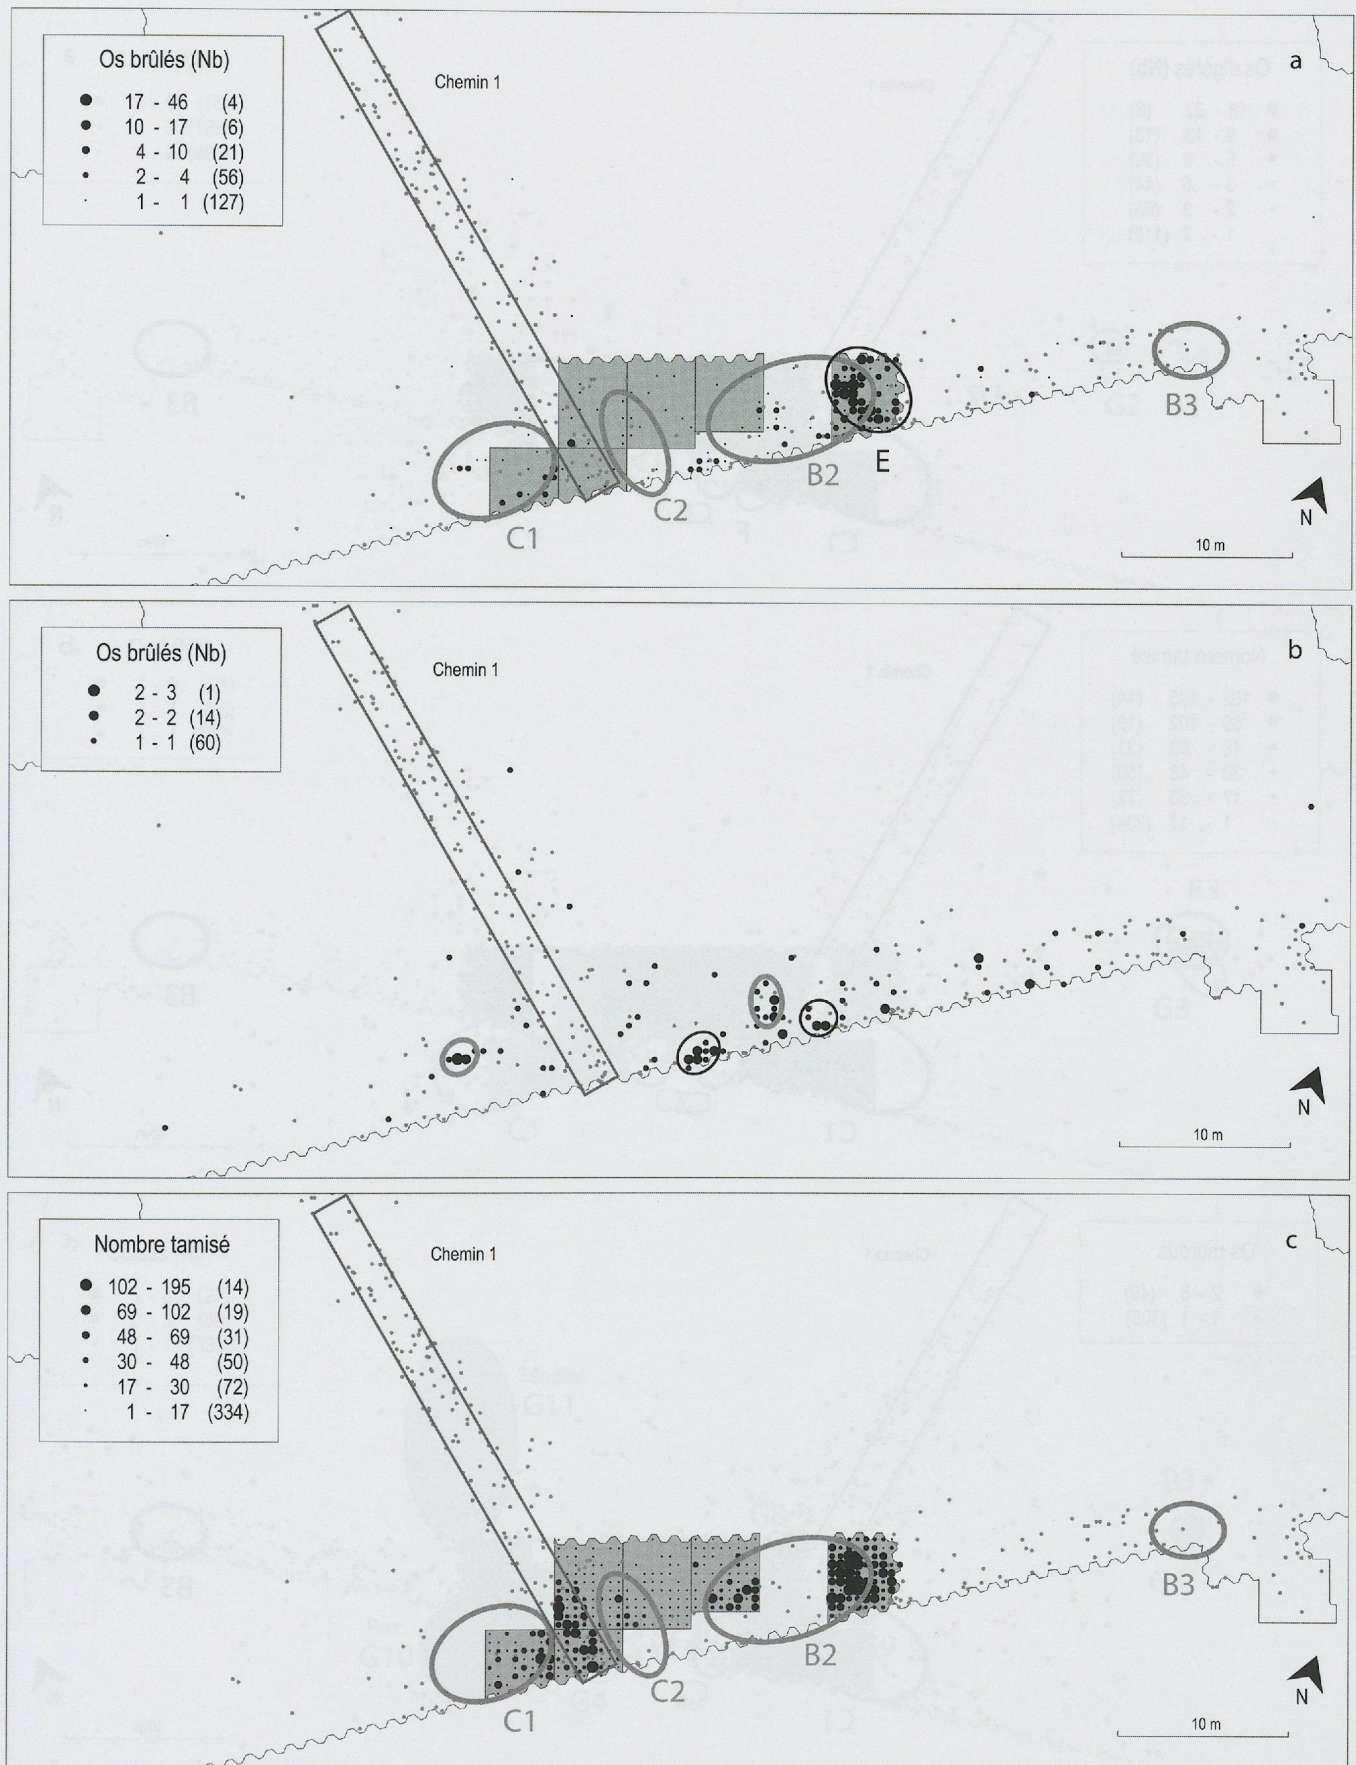 a
Os brûlés (Nb)
17 - 46 (4)
10 - 17 (6)
4 - 10 (21)
2 - 4 (56)
1 - 1 (127)
Chemin 1
B3
B2
E
C2
C1
N
10 m
b
Os brûlés (Nb)
2 - 3 (1)
2 - 2 (14)
1 - 1 (60)
Chemin 1
N
10 m
c
Nombre tamisé
102 - 195 (14)
69 - 102 (19)
48 - 69 (31)
30 - 48 (50)
17 - 30 (72)
1 - 17 (334)
Chemin 1
B3
B2
C2
C1
N
10 m